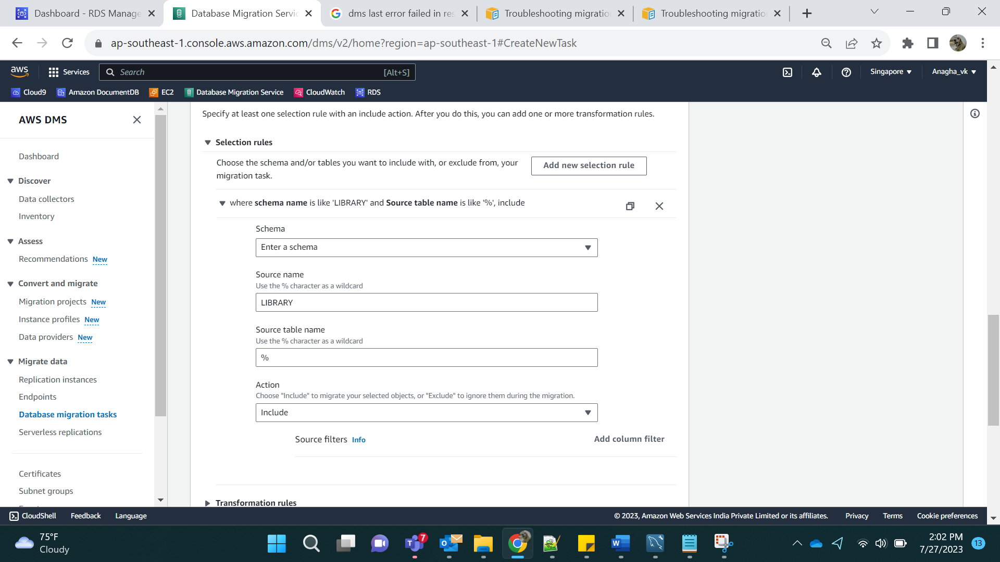 Dashboard - RDS Manage
Database Migration Servic
dms last error failed in res
Troubleshooting migratio
Troubleshooting migratio
ap-southeast-1.console.aws.amazon.com/dms/v2/home?region=ap-southeast-1#CreateNewTask
aws
Services
Search
[Alt+S]
Singapore
Anagha_vk
Cloud9
Amazon DocumentDB
EC2
Database Migration Service
CloudWatch
RDS
AWS DMS
Dashboard
Discover
Data collectors
Inventory
Assess
Recommendations New
Convert and migrate
Migration projects New
Instance profiles New
Data providers New
Migrate data
Replication instances
Endpoints
Database migration tasks
Serverless replications
Certificates
Subnet groups
Specify at least one selection rule with an include action. After you do this, you can add one or more transformation rules.
Selection rules
Choose the schema and/or tables you want to include with, or exclude from, your
migration task.
Add new selection rule
where schema name is like 'LIBRARY' and Source table name is like '%', include
Schema
Enter a schema
Source name
Use the % character as a wildcard
LIBRARY
Source table name
Use the % character as a wildcard
%
Action
Choose "Include" to migrate your selected objects, or "Exclude" to ignore them during the migration.
Include
Source filters Info
Add column filter
Transformation rules
CloudShell
Feedback
Language
© 2023, Amazon Web Services India Private Limited or its affiliates.
Privacy
Terms
Cookie preferences
75°F
Cloudy
7
2:02 PM
7/27/2023
13